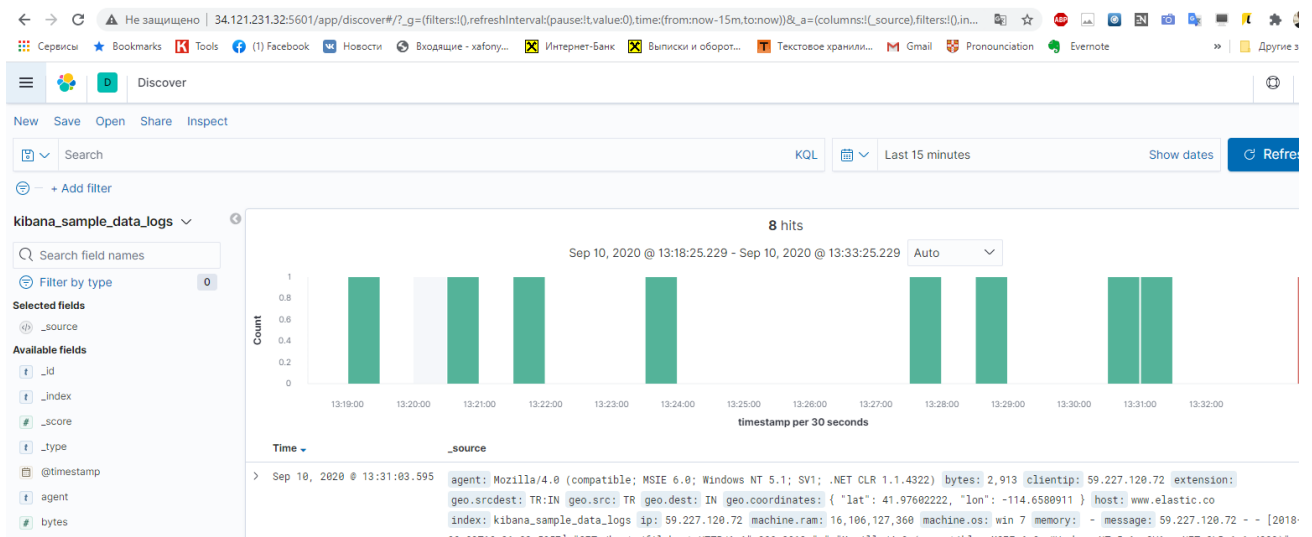 Не защищено | 34.121.231.32:5601/app/discover#/?_g=(filters:!(),refreshInterval:(pause:!t,value:0),time:(from:now-15m,to:now))&_a=(columns:!(_source),filters:!(),in...
Сервисы Bookmarks Tools (1) Facebook Новости Входящие - xafony... Интернет-Банк Выписки и оборот... Текстовое хранили... Gmail Pronounciation Evernote » Другие з
D Discover
New Save Open Share Inspect
Search KQL Last 15 minutes Show dates Refres
+ Add filter
kibana_sample_data_logs
Search field names
Filter by type 0
Selected fields
_source
Available fields
t _id
t _index
# _score
t _type
@timestamp
t agent
# bytes
8 hits
Sep 10, 2020 @ 13:18:25.229 - Sep 10, 2020 @ 13:33:25.229 Auto
1
0.8
0.6
0.4
0.2
0
Count
13:19:00 13:20:00 13:21:00 13:22:00 13:23:00 13:24:00 13:25:00 13:26:00 13:27:00 13:28:00 13:29:00 13:30:00 13:31:00 13:32:00
timestamp per 30 seconds
Time _source
Sep 10, 2020 @ 13:31:03.595 agent: Mozilla/4.0 (compatible; MSIE 6.0; Windows NT 5.1; SV1; .NET CLR 1.1.4322) bytes: 2,913 clientip: 59.227.120.72 extension:
geo.srcdest: TR:IN geo.src: TR geo.dest: IN geo.coordinates: { "lat": 41.97602222, "lon": -114.6580911 } host: www.elastic.co
index: kibana_sample_data_logs ip: 59.227.120.72 machine.ram: 16,106,127,360 machine.os: win 7 memory: - message: 59.227.120.72 - - [2018-